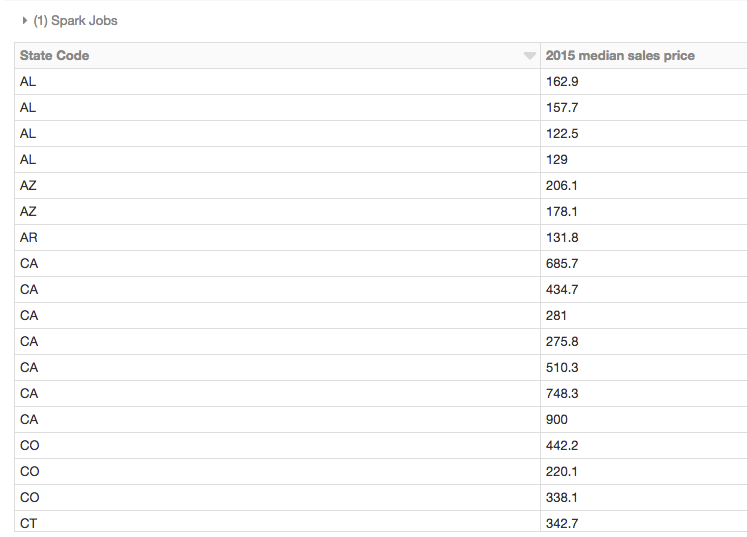 (1) Spark Jobs
State Code 2015 median sales price
AL 162.9
AL 157.7
AL 122.5
AL 129
AZ 206.1
AZ 178.1
AR 131.8
CA 685.7
CA 434.7
CA 281
CA 275.8
CA 510.3
CA 748.3
CA 900
CO 442.2
CO 220.1
CO 338.1
CT 342.7